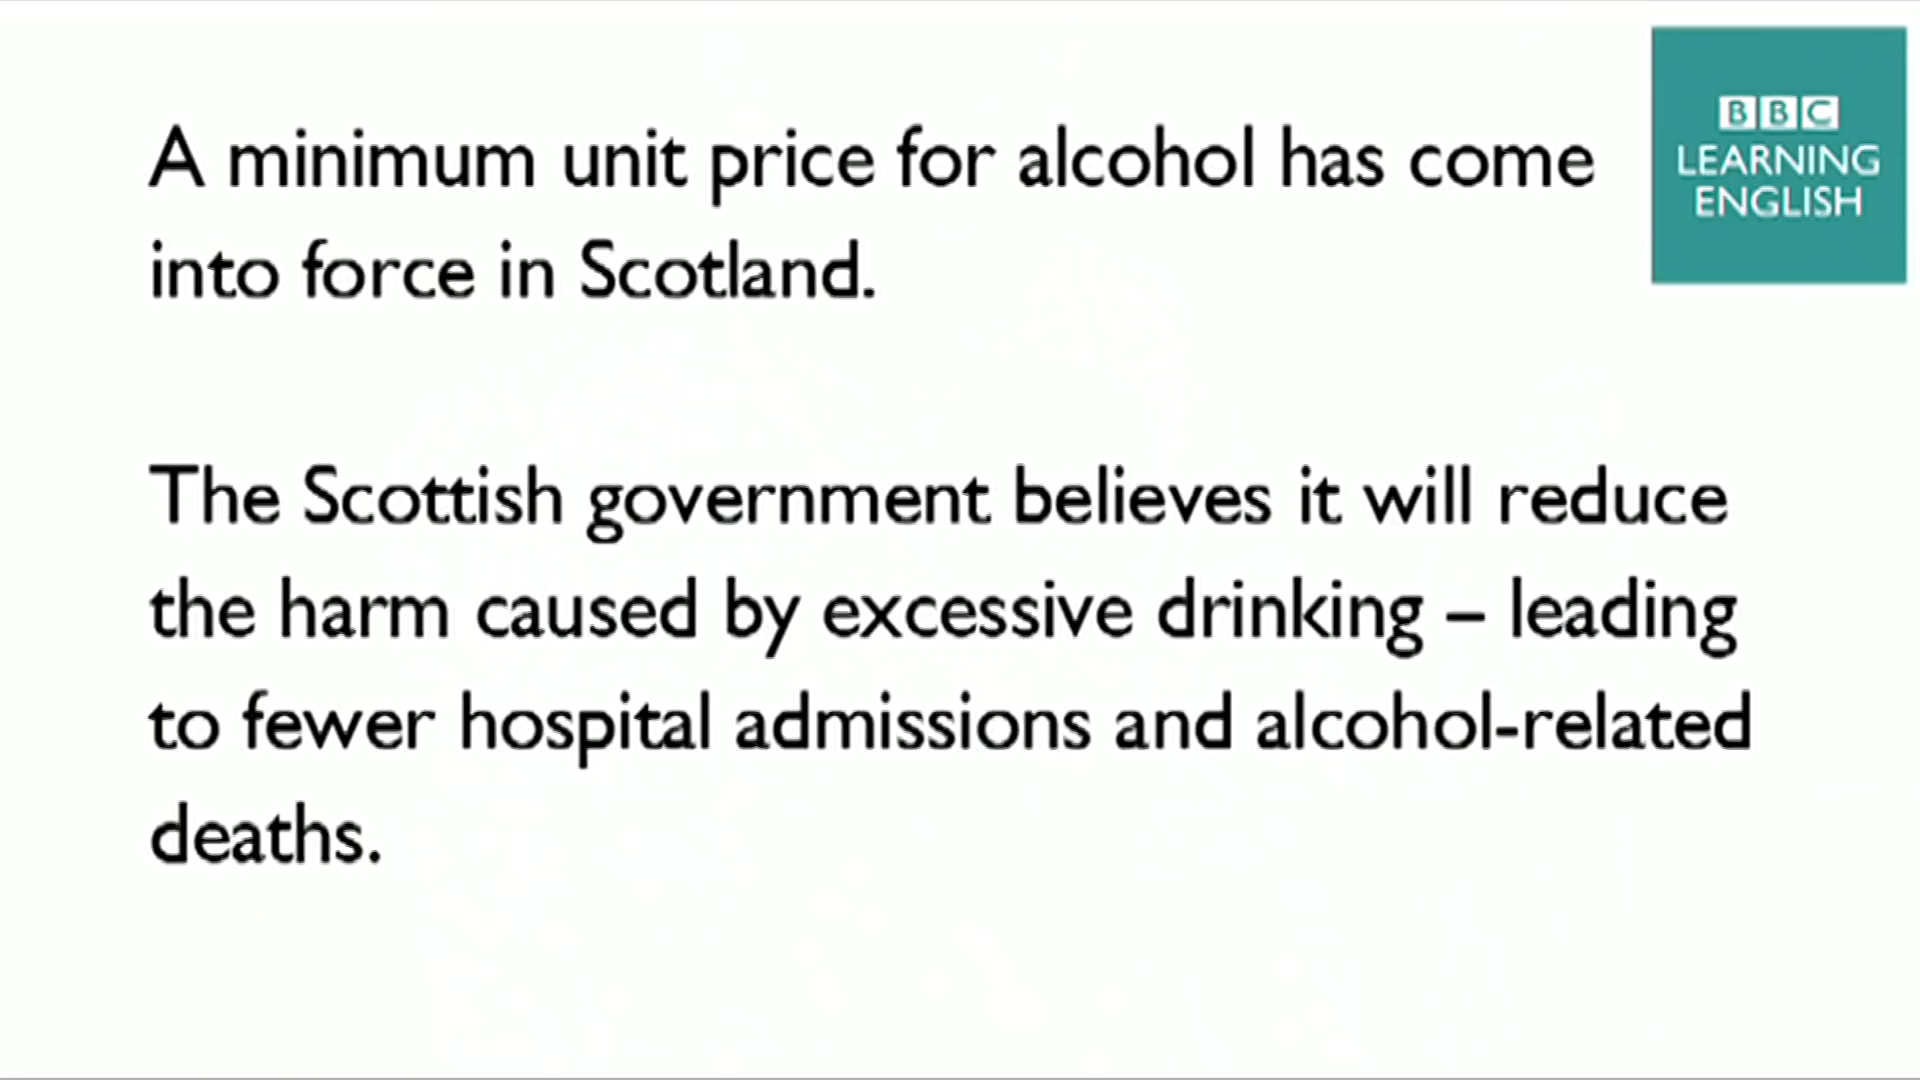 A minimum unit price for alcohol has come
into force in Scotland.
The Scottish government believes it will reduce
the harm caused by excessive drinking – leading
to fewer hospital admissions and alcohol-related
deaths.
BBC
LEARNING
ENGLISH